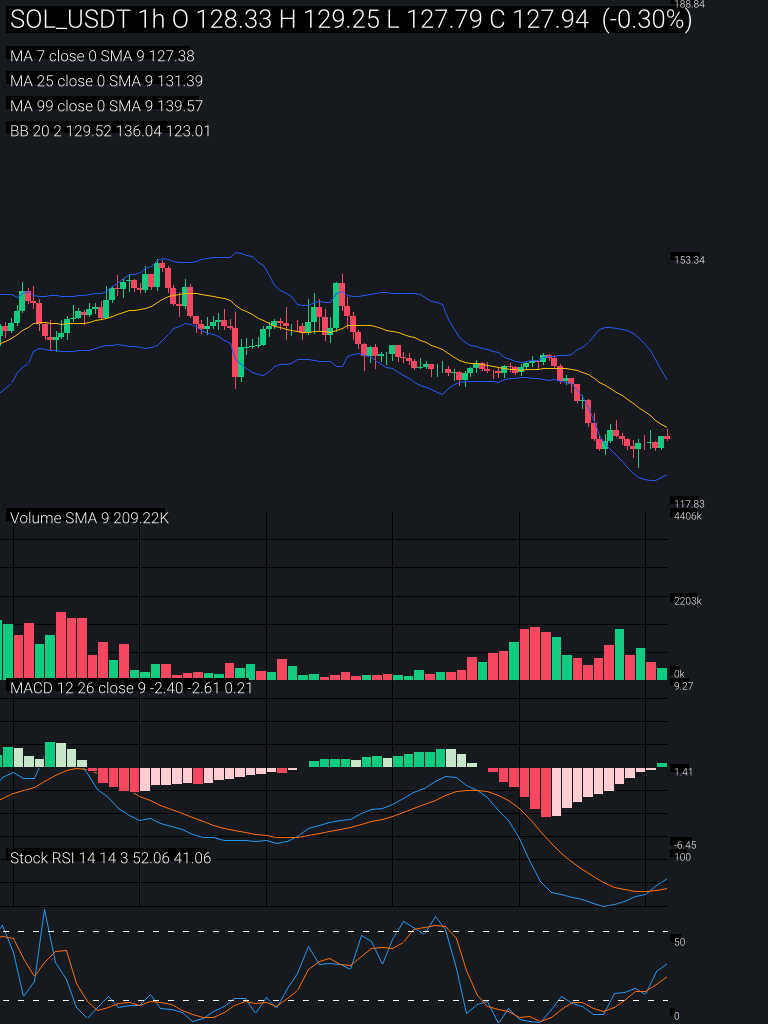 188.84
SOL_USDT 1h O 128.33 H 129.25 L 127.79 C 127.94 (-0.30%)
MA 7 close 0 SMA 9 127.38
MA 25 close 0 SMA 9 131.39
MA 99 close 0 SMA 9 139.57
BB 20 2 129.52 136.04 123.01
153.34
117.83
Volume SMA 9 209.22K
4406k
2203k
0k
MACD 12 26 close 9 -2.40 -2.61 0.21
9.27
1.41
-6.45
Stock RSI 14 14 3 52.06 41.06
100
50
0